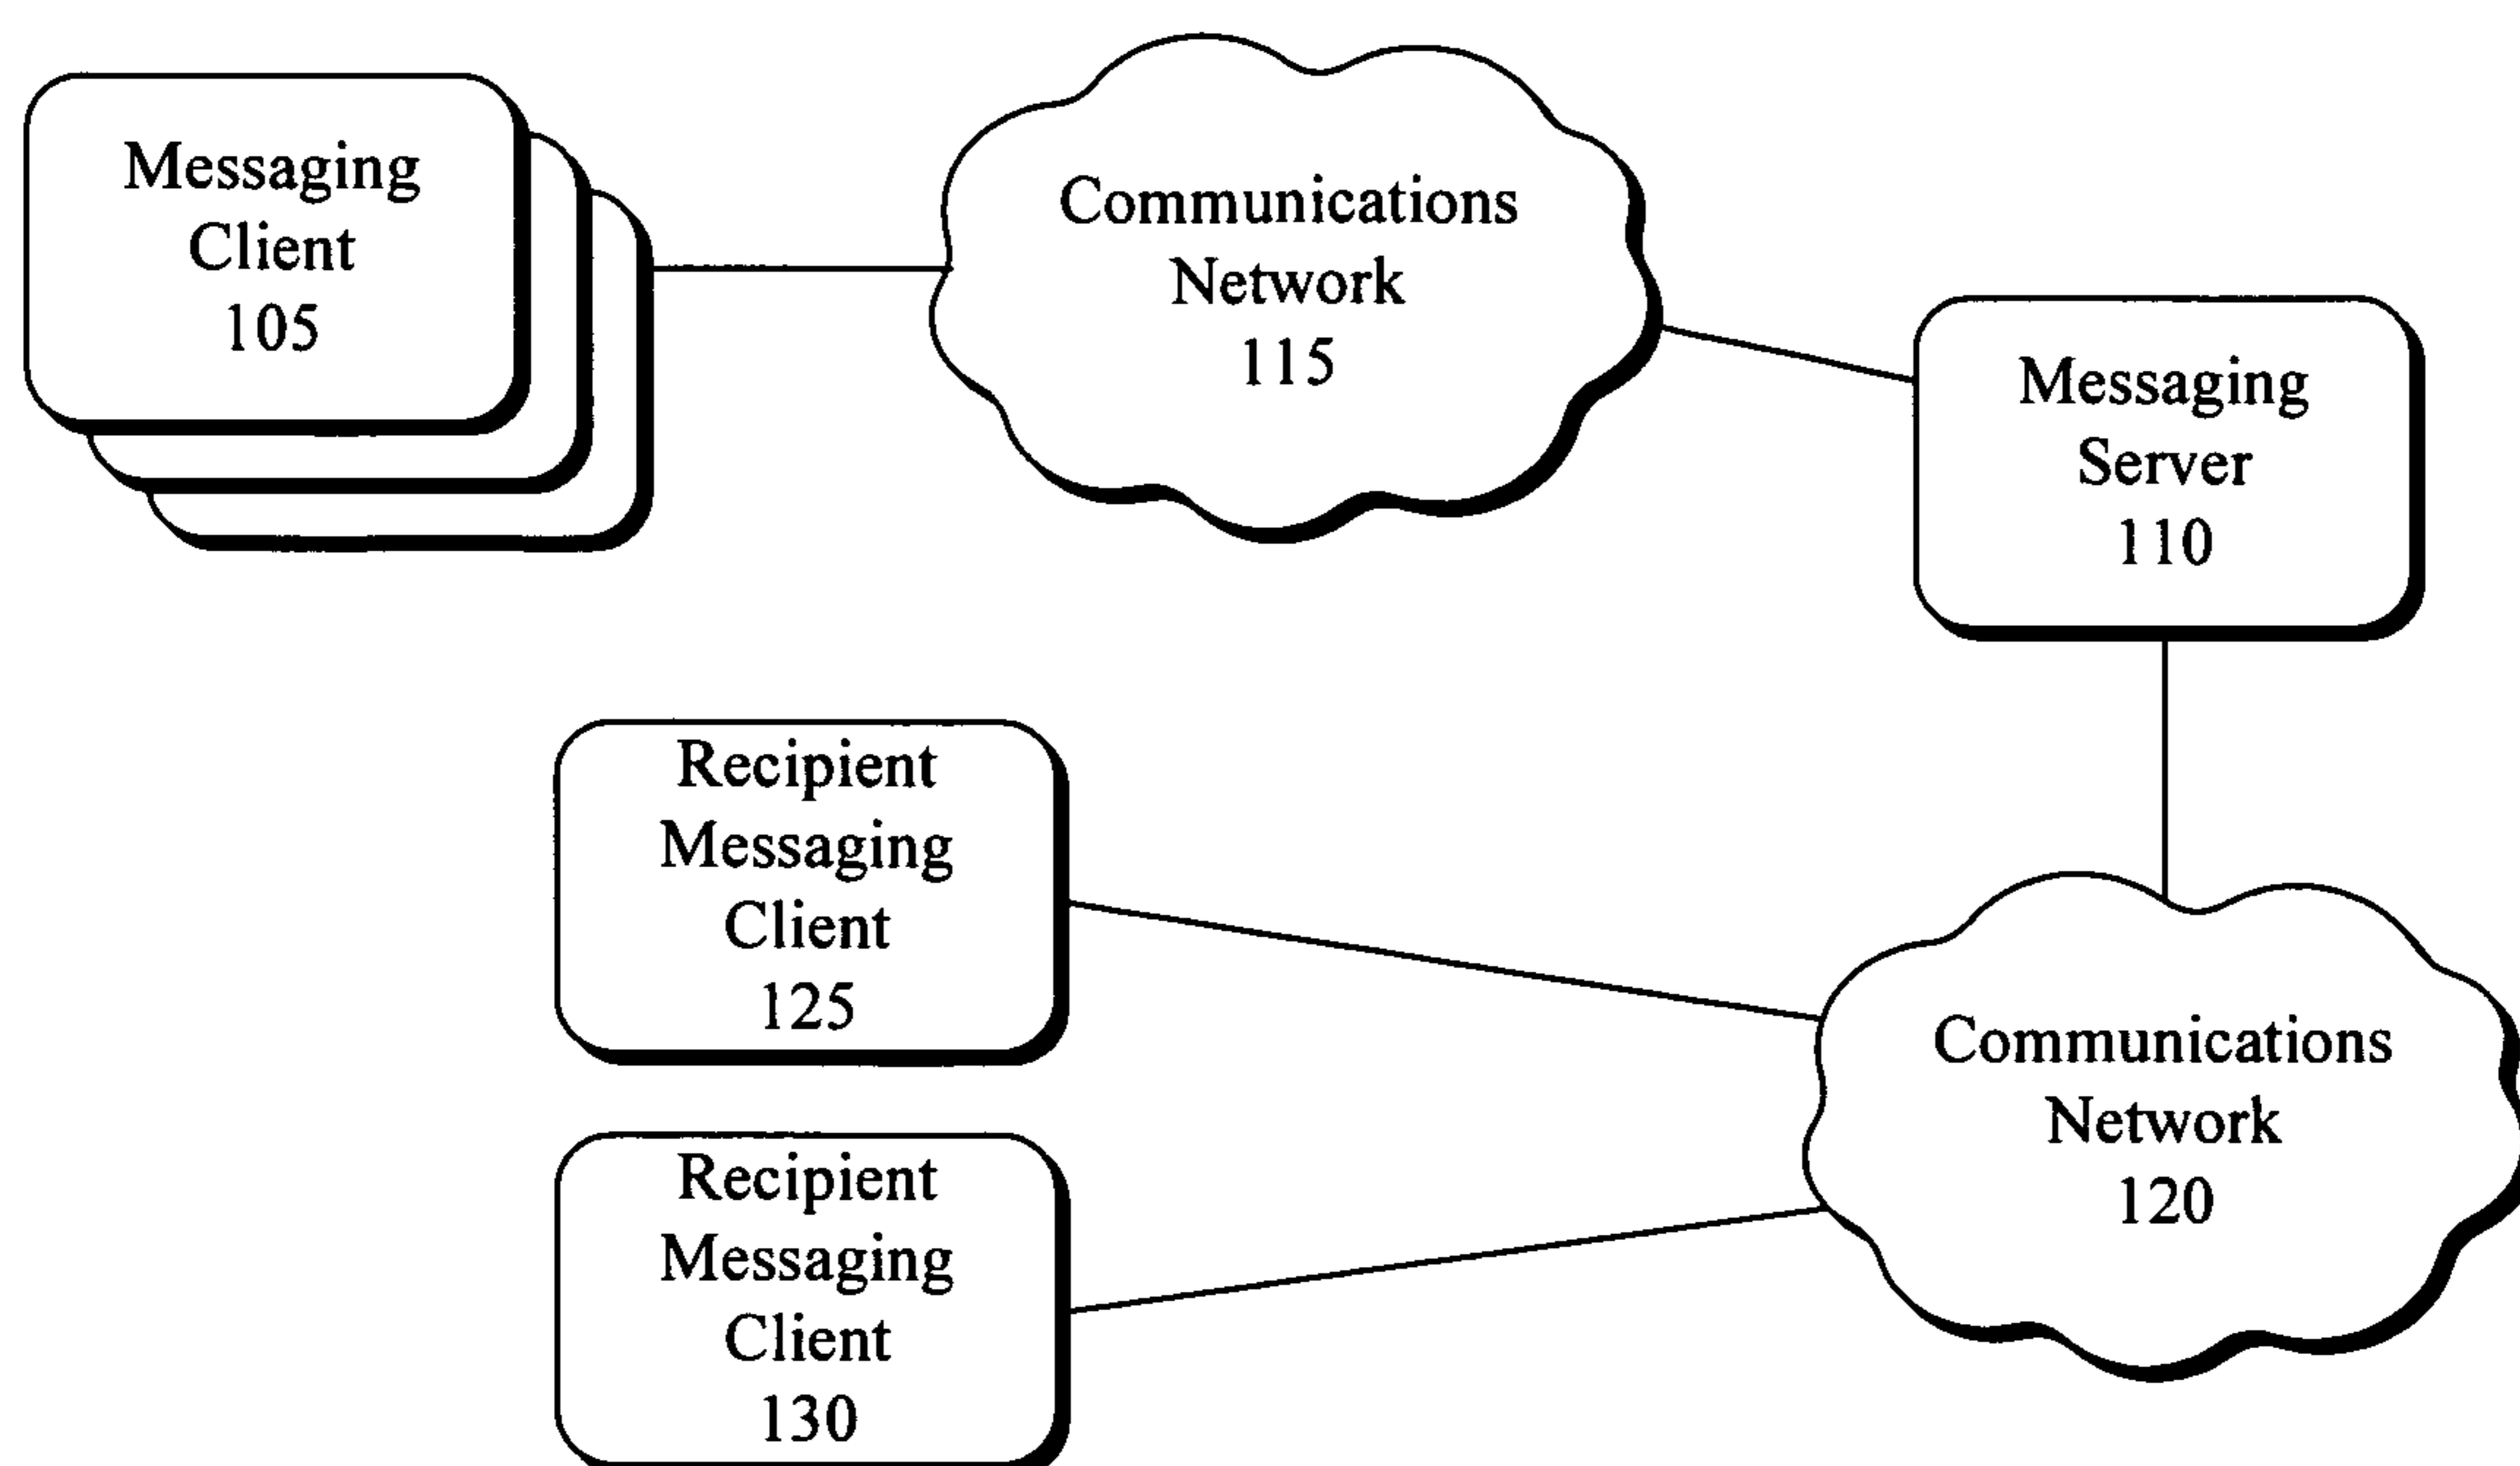 Messaging
Client
105
Communications
Network
115
Messaging
Server
110
Recipient
Messaging
Client
125
Communications
Network
120
Recipient
Messaging
Client
130